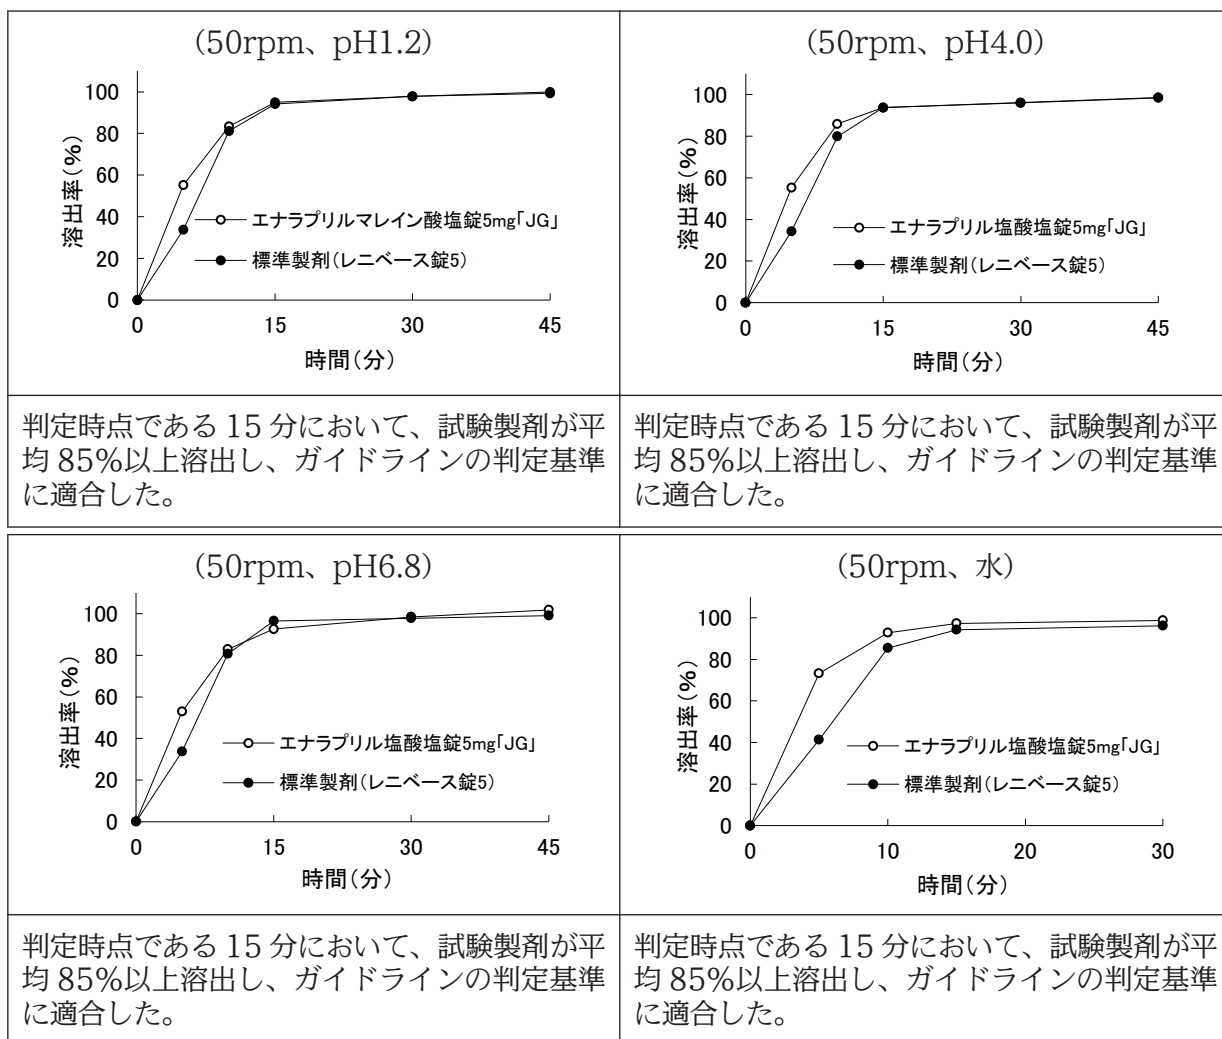 (50rpm、pH1.2)
100
80
60
40
20
0
溶出率(%)
エナラプリルマレイン酸塩錠5mg「JG」
標準製剤(レニベース錠5)
0 15 30 45
時間(分)
判定時点である 15 分において、試験製剤が平
均 85%以上溶出し、ガイドラインの判定基準
に適合した。
(50rpm、pH4.0)
100
80
60
40
20
0
溶出率(%)
エナラプリル塩酸塩錠5mg「JG」
標準製剤(レニベース錠5)
0 15 30 45
時間(分)
判定時点である 15 分において、試験製剤が平
均 85%以上溶出し、ガイドラインの判定基準
に適合した。
(50rpm、pH6.8)
100
80
60
40
20
0
溶出率(%)
エナラプリル塩酸塩錠5mg「JG」
標準製剤(レニベース錠5)
0 15 30 45
時間(分)
判定時点である 15 分において、試験製剤が平
均 85%以上溶出し、ガイドラインの判定基準
に適合した。
(50rpm、水)
100
80
60
40
20
0
溶出率(%)
エナラプリル塩酸塩錠5mg「JG」
標準製剤(レニベース錠5)
0 10 20 30
時間(分)
判定時点である 15 分において、試験製剤が平
均 85%以上溶出し、ガイドラインの判定基準
に適合した。